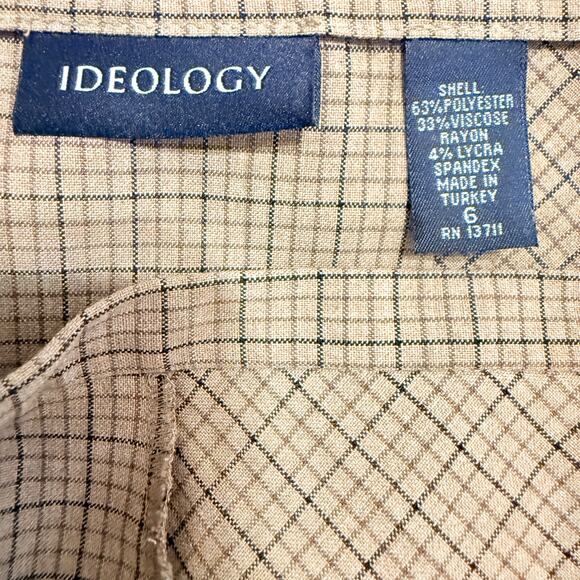 IDEOLOGY
SHELL:
63%POLYESTER
33%VISCOSE
RAYON
4% LYCRA
SPANDEX
MADE IN
TURKEY
6
RN 13711